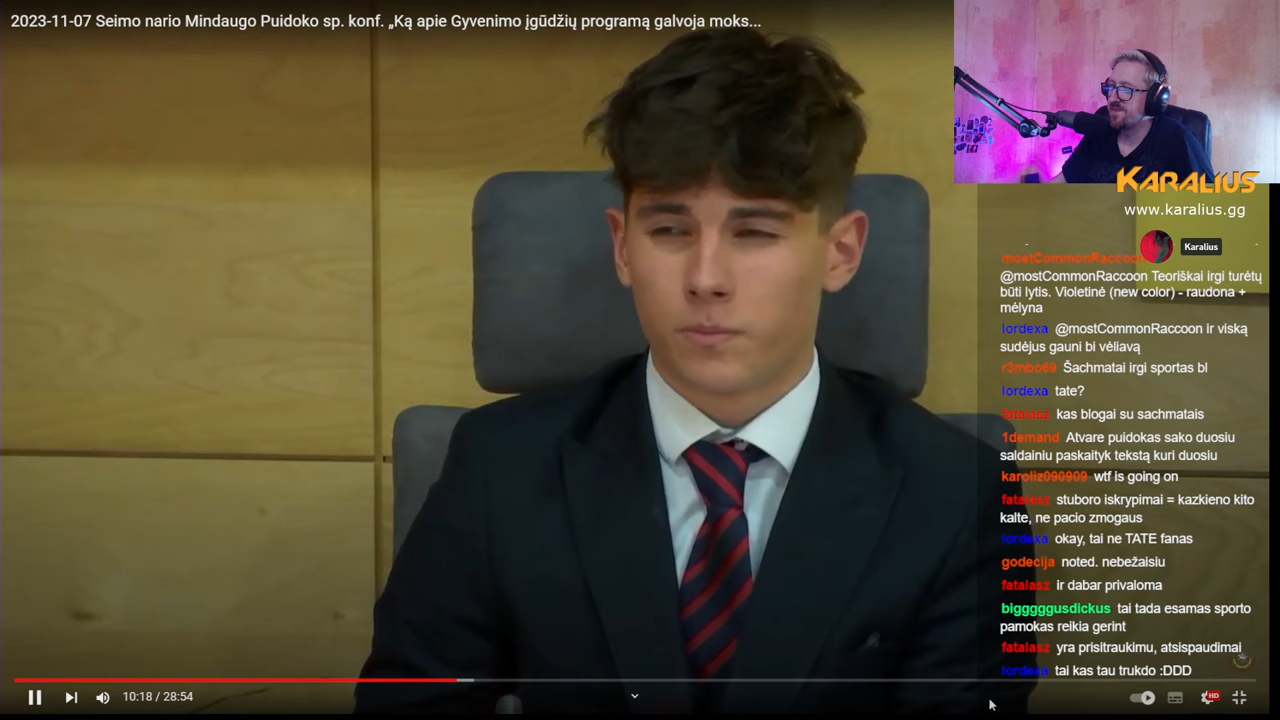 2023-11-07 Seimo nario Mindaugo Puidoko sp. konf. „Ką apie Gyvenimo įgūdžių programą galvoja moks...
KARALIUS
www.karalius.gg
Karalius
mostCommonRaccoon
@mostCommonRaccoon Teoriškai irgi turėtų
būti lytis. Violetinė (new color) - raudona +
mėlyna
lordexa @mostCommonRaccoon ir viską
sudėjus gauni bi vėliavą
r3mbo69 Šachmatai irgi sportas bl
lordexa tate?
fatalasz kas blogai su sachmatais
1demand Atvare puidokas sako duosiu
saldainiu paskaityk tekstą kuri duosiu
karoliz090909 wtf is going on
fatalasz stuboro iskrypimai = kazkieno kito
kalte, ne pacio zmogaus
lordexa okay, tai ne TATE fanas
godecija noted. nebežaisiu
fatalasz ir dabar privaloma
bigggggusdickus tai tada esamas sporto
pamokas reikia gerint
fatalasz yra prisitraukimu, atsispaudimai
lordexa tai kas tau trukdo :DDD
10:18 / 28:54
HD